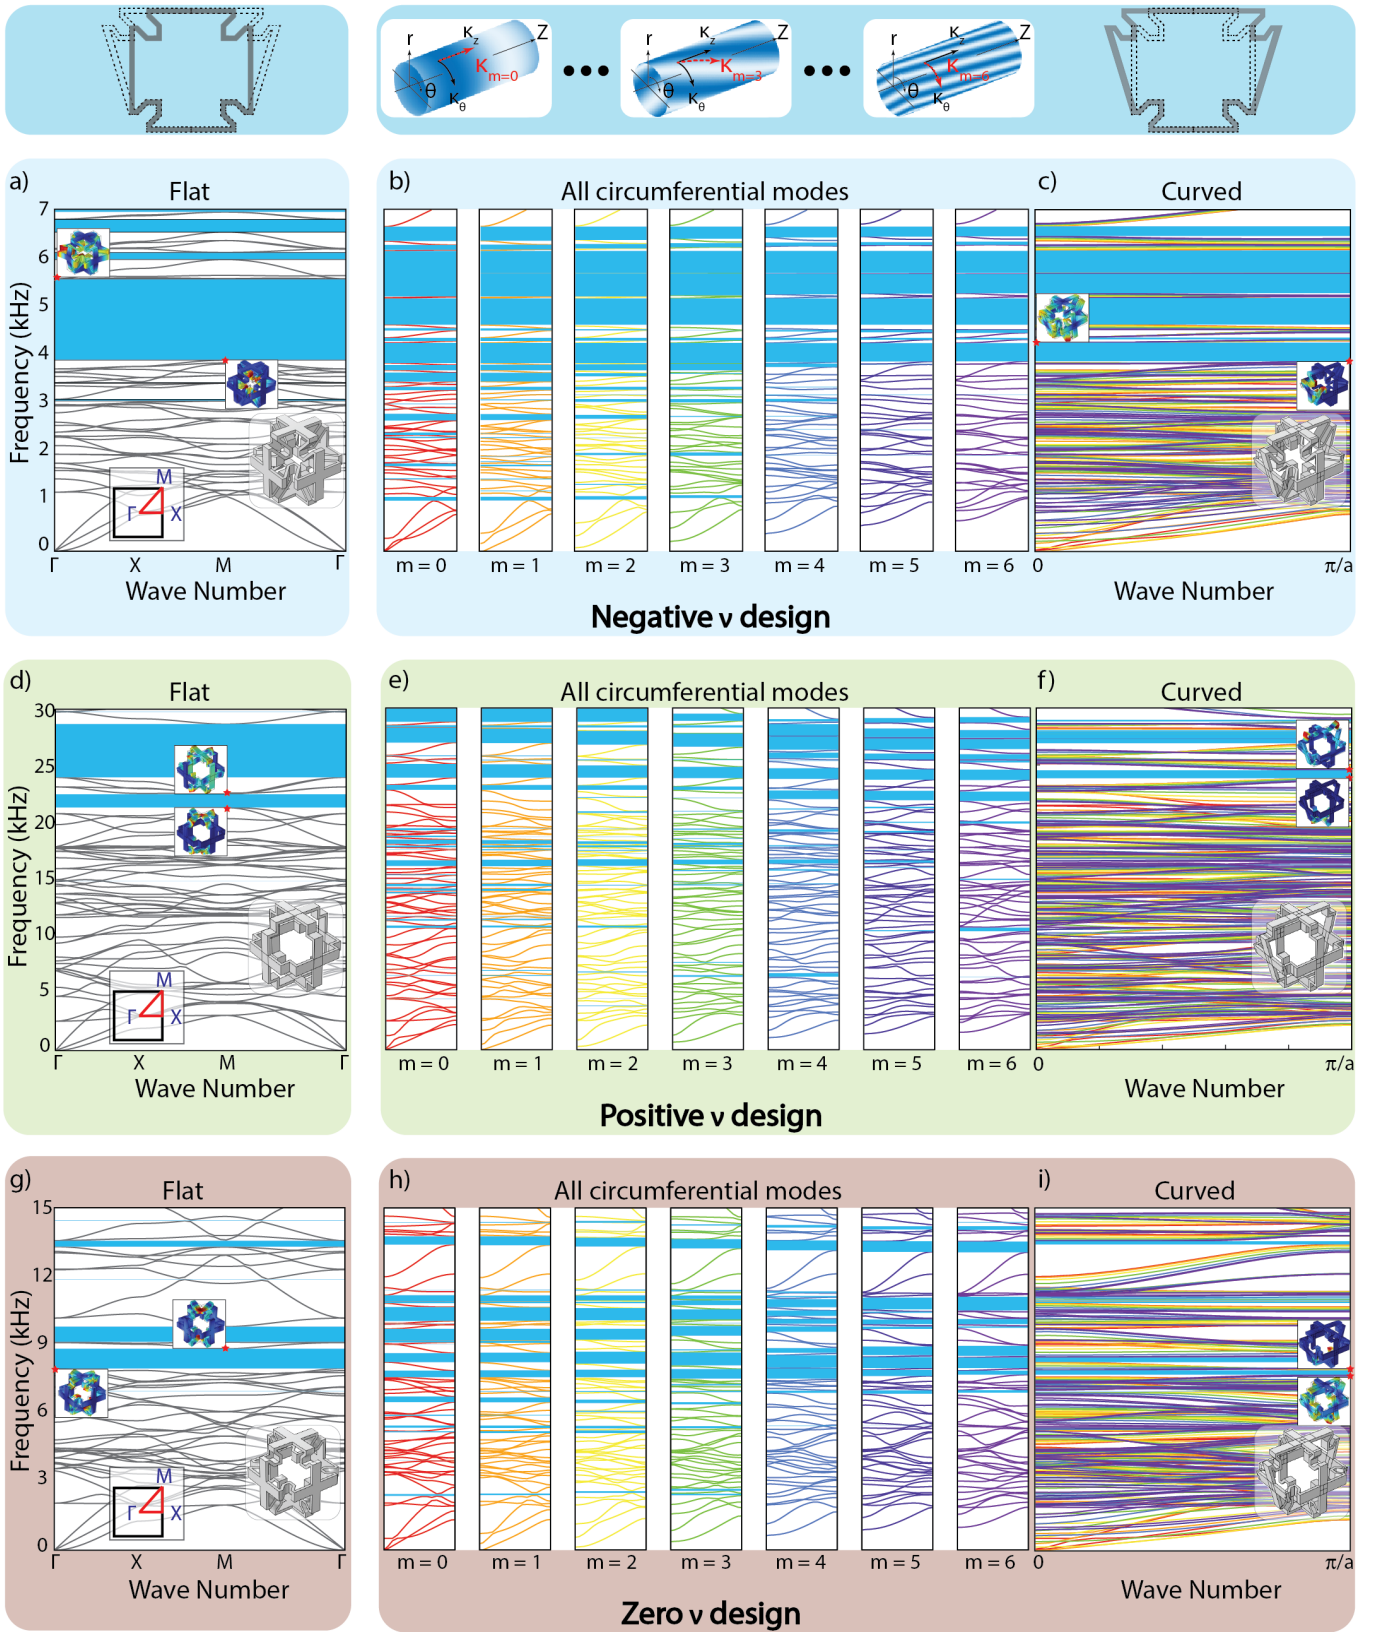 r
κz
Z
θ
κθ
κm=0
r
κz
Z
θ
κθ
κm=3
r
κz
Z
θ
κθ
κm=6
a)
Flat
b)
All circumferential modes
c)
Curved
Frequency (kHz)
7
6
5
4
3
2
1
0
M
Γ
X
Γ
X
M
Γ
Wave Number
m = 0
m = 1
m = 2
m = 3
m = 4
m = 5
m = 6
0
π/a
Wave Number
Negative ν design
d)
Flat
e)
All circumferential modes
f)
Curved
Frequency (kHz)
30
25
20
15
10
5
0
M
Γ
X
Γ
X
M
Γ
Wave Number
m = 0
m = 1
m = 2
m = 3
m = 4
m = 5
m = 6
0
π/a
Wave Number
Positive ν design
g)
Flat
h)
All circumferential modes
i)
Curved
Frequency (kHz)
15
12
9
6
3
0
M
Γ
X
Γ
X
M
Γ
Wave Number
m = 0
m = 1
m = 2
m = 3
m = 4
m = 5
m = 6
0
π/a
Wave Number
Zero ν design